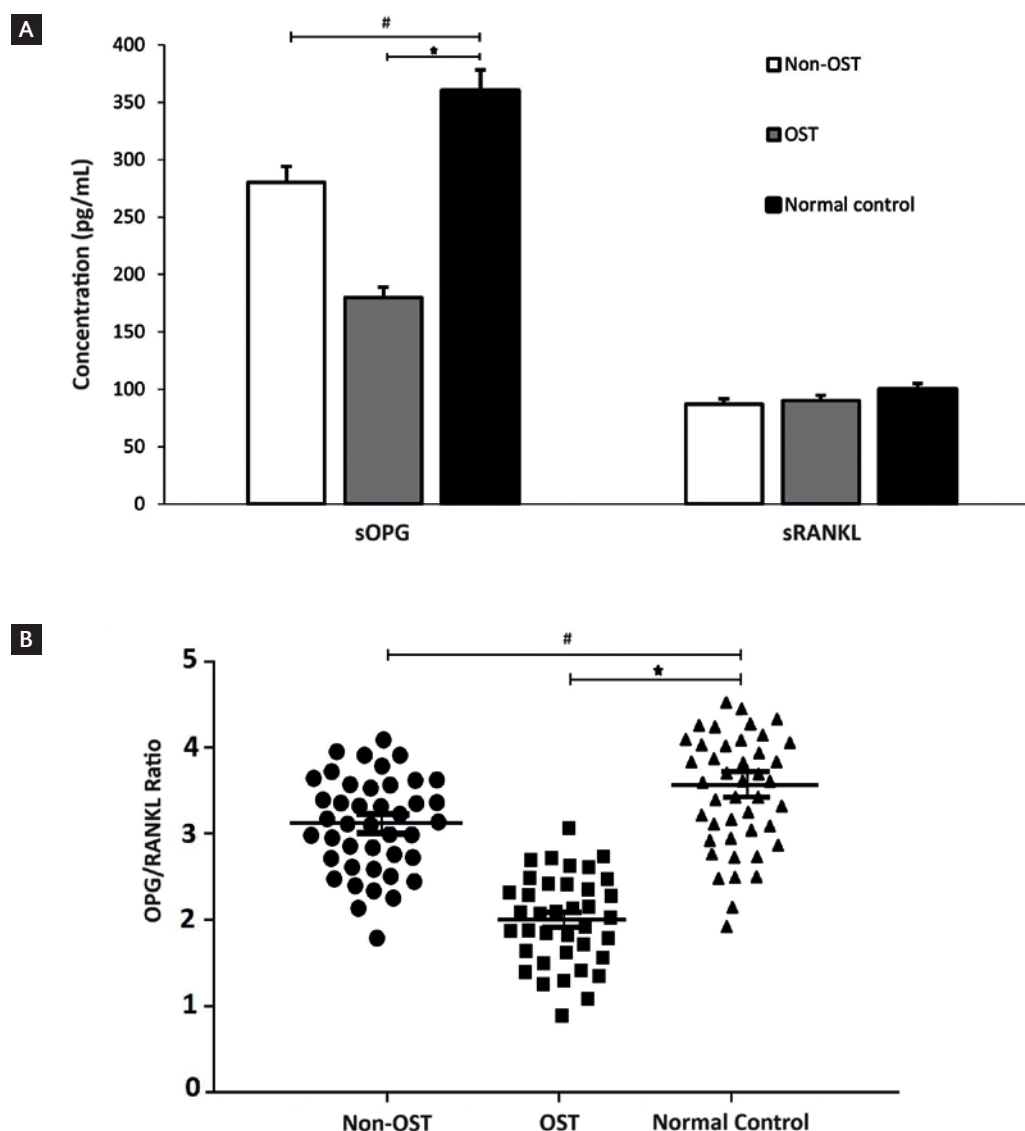 A
#
*
400
350
300
250
200
150
100
50
0
Concentration (pg/mL)
Non-OST
OST
Normal control
sOPG
sRANKL
B
#
*
5
4
3
2
1
0
OPG/RANKL Ratio
Non-OST
OST
Normal Control